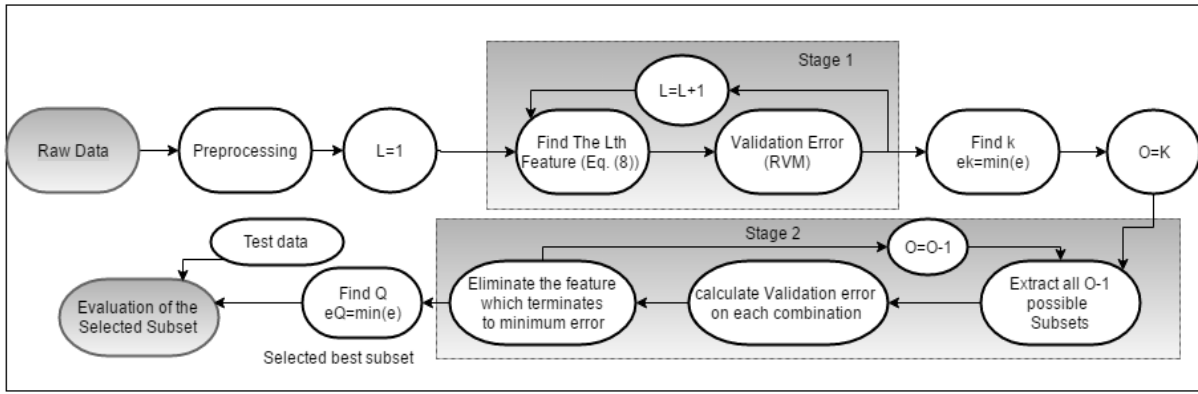 Stage 1
L=L+1
Raw Data
Preprocessing
L=1
Find The Lth
Feature (Eq. (8))
Validation Error
(RVM)
Find k
ek=min(e)
O=K
Stage 2
O=O-1
Extract all O-1
possible
Subsets
calculate Validation error
on each combination
Eliminate the feature
which terminates
to minimum error
Find Q
eQ=min(e)
Selected best subset
Test data
Evaluation of the
Selected Subset